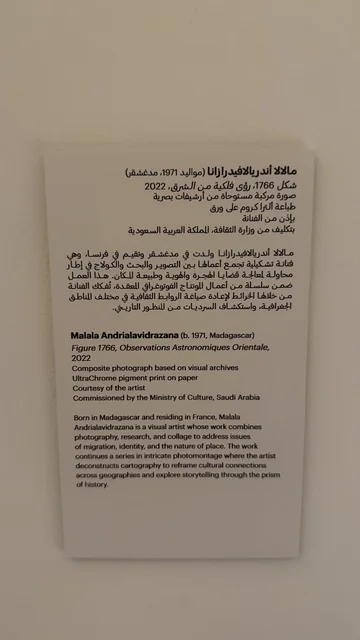 مالالا أندريالافيدرازانا (مواليد 1971، مدغشقر)
شكل 1766، رؤى فلكية من الشرق، 2022
صورة مركبة مستوحاة من أرشيفات بصرية
طباعة ألترا كروم على ورق
بإذن من الفنانة
بتكليف من وزارة الثقافة، المملكة العربية السعودية
مالالا أندريالافيدرازانا ولدت في مدغشقر وتقيم في فرنسا، وهي
فنانة تشكيلية تجمع أعمالها بين التصوير والبحث والكولاج في إطار
محاولة لمعالجة قضايا الهجرة والهوية وطبيعة المكان. هذا العمل
ضمن سلسلة من أعمال المونتاج الفوتوغرافي المعقدة، تُفكك الفنانة
من خلالها الخرائط لإعادة صياغة الروابط الثقافية في مختلف المناطق
الجغرافية، واستكشاف السرديات من المنظور التاريخي.
Malala Andrialavidrazana (b. 1971, Madagascar)
Figure 1766, Observations Astronomiques Orientale,
2022
Composite photograph based on visual archives
UltraChrome pigment print on paper
Courtesy of the artist
Commissioned by the Ministry of Culture, Saudi Arabia
Born in Madagascar and residing in France, Malala
Andrialavidrazana is a visual artist whose work combines
photography, research, and collage to address issues
of migration, identity, and the nature of place. The work
continues a series in intricate photomontage where the artist
deconstructs cartography to reframe cultural connections
across geographies and explore storytelling through the prism
of history.